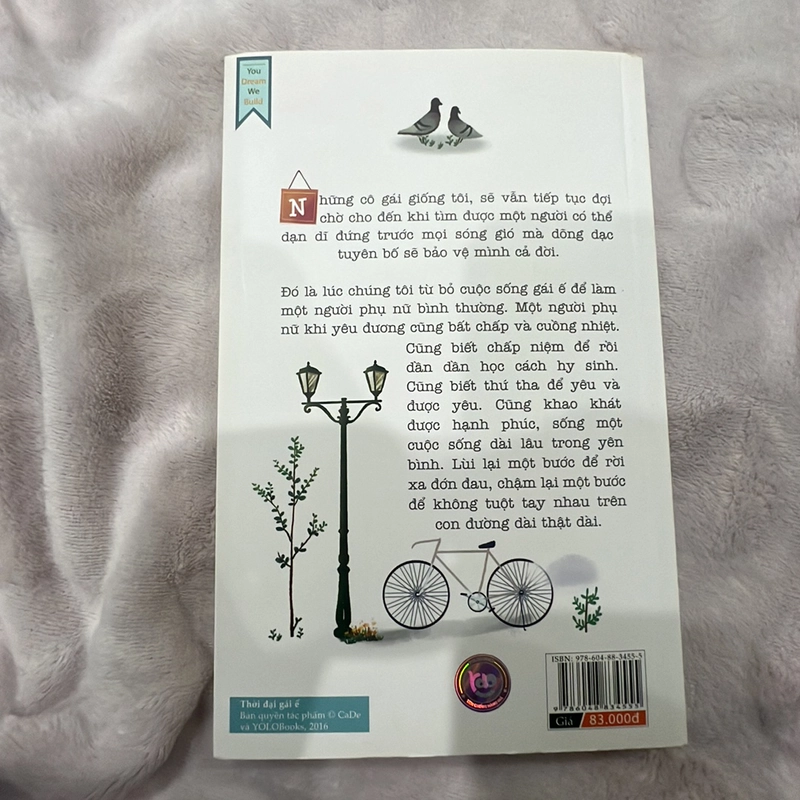 You
Dream
We
Build
Những cô gái giống tôi, sẽ vẫn tiếp tục đợi
chờ cho đến khi tìm được một người có thể
dạn dĩ đứng trước mọi sóng gió mà dõng dạc
tuyên bố sẽ bảo vệ mình cả đời.
Đó là lúc chúng tôi từ bỏ cuộc sống gái ế để làm
một người phụ nữ bình thường. Một người phụ
nữ khi yêu đương cũng bất chấp và cuồng nhiệt.
Cũng biết chấp niệm để rồi
dần dần học cách hy sinh.
Cũng biết thứ tha để yêu và
được yêu. Cũng khao khát
được hạnh phúc, sống một
cuộc sống dài lâu trong yên
bình. Lùi lại một bước để rời
xa đớn đau, chậm lại một bước
để không tuột tay nhau trên
con đường dài thật dài.
ISBN: 978-604-88-3455-5
9 786048 834555
Giá 83.000đ
Thời đại gái ế
Bản quyền tác phẩm © CaDe
và YOLOBooks, 2016